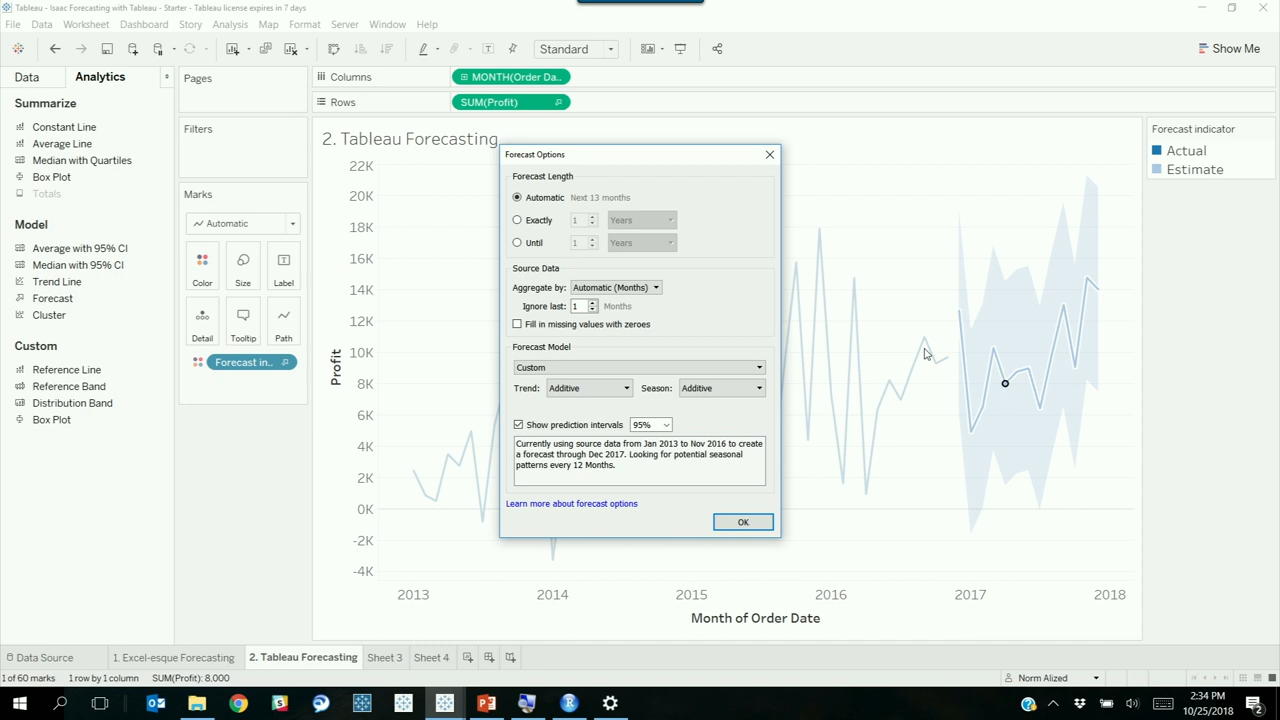 Tableau - Isaac Forecasting with Tableau - Starter - Tableau license expires in 7 days
File Data Worksheet Dashboard Story Analysis Map Format Server Window Help
Standard
Show Me
Data Analytics
Summarize
Constant Line
Average Line
Median with Quartiles
Box Plot
Totals
Model
Average with 95% CI
Median with 95% CI
Trend Line
Forecast
Cluster
Custom
Reference Line
Reference Band
Distribution Band
Box Plot
Pages
Filters
Marks
Automatic
Color Size Label
Detail Tooltip Path
Forecast in..
Columns MONTH(Order Da..
Rows SUM(Profit)
2. Tableau Forecasting
22K
20K
18K
16K
14K
12K
10K
8K
6K
4K
2K
0K
-2K
-4K
Profit
2013 2014 2015 2016 2017 2018
Month of Order Date
Forecast Options
Forecast Length
Automatic Next 13 months
Exactly 1 Years
Until 1 Years
Source Data
Aggregate by: Automatic (Months)
Ignore last: 1 Months
Fill in missing values with zeroes
Forecast Model
Custom
Trend: Additive Season: Additive
Show prediction intervals 95%
Currently using source data from Jan 2013 to Nov 2016 to create
a forecast through Dec 2017. Looking for potential seasonal
patterns every 12 Months.
Learn more about forecast options
OK
Forecast indicator
Actual
Estimate
Data Source 1. Excel-esque Forecasting 2. Tableau Forecasting Sheet 3 Sheet 4
1 of 60 marks 1 row by 1 column SUM(Profit): 8,000
Norm Alized
2:34 PM
10/25/2018
2